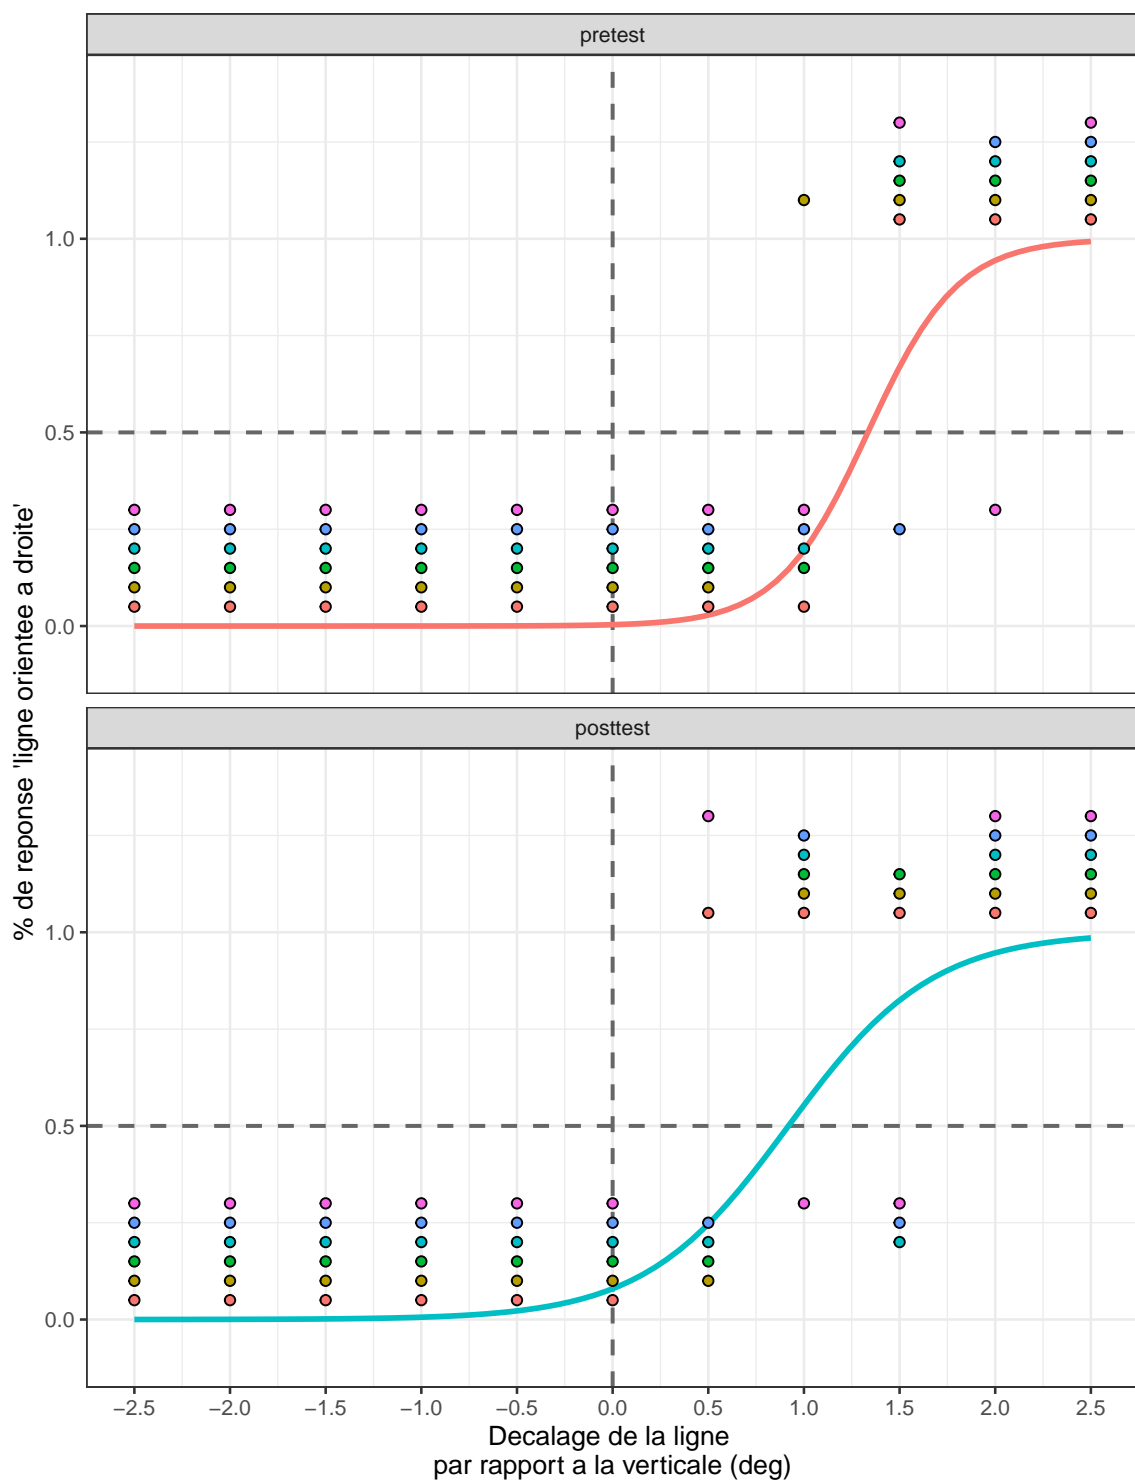 pretest
1.0
0.5
0.0
% de reponse 'ligne orientee a droite'
posttest
1.0
0.5
0.0
−2.5 −2.0 −1.5 −1.0 −0.5 0.0 0.5 1.0 1.5 2.0 2.5
Decalage de la ligne
par rapport a la verticale (deg)